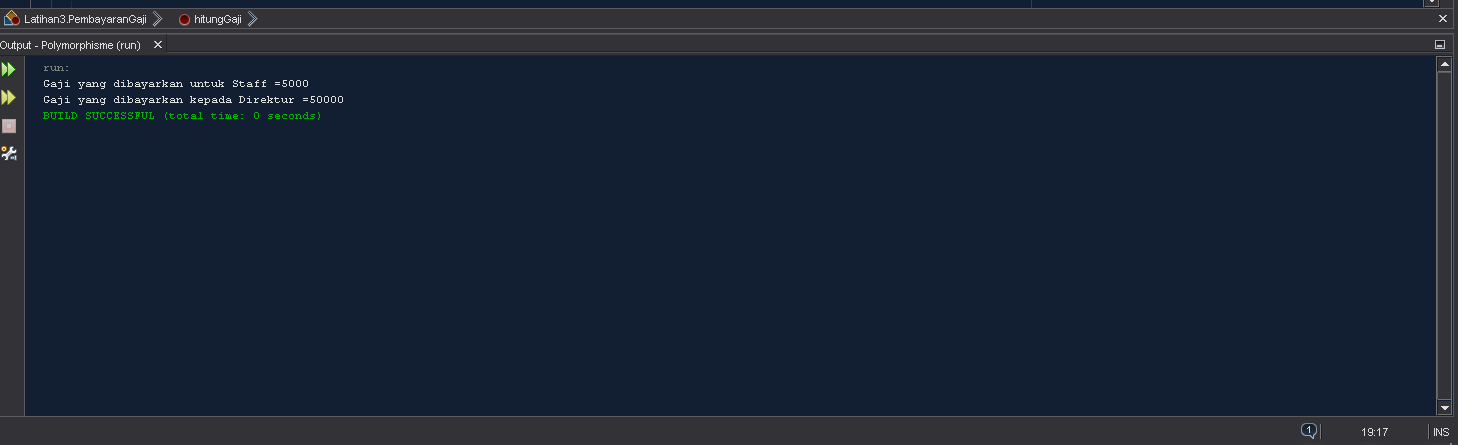 Latihan3.PembayaranGaji hitungGaji
Output - Polymorphisme (run)
run:
Gaji yang dibayarkan untuk Staff =5000
Gaji yang dibayarkan kepada Direktur =50000
BUILD SUCCESSFUL (total time: 0 seconds)
1 19:17 INS